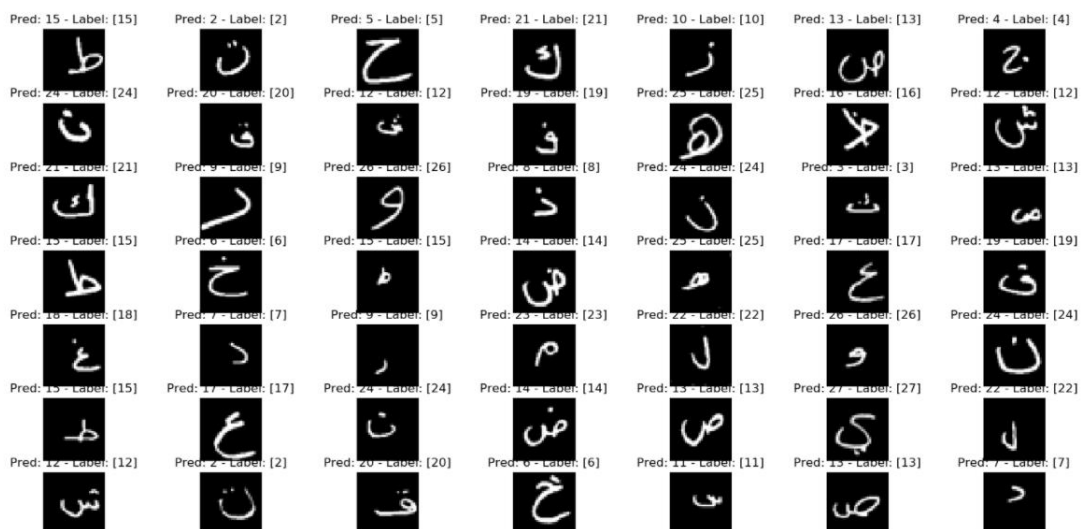 Pred: 15 - Label: [15] Pred: 2 - Label: [2] Pred: 5 - Label: [5] Pred: 21 - Label: [21] Pred: 10 - Label: [10] Pred: 13 - Label: [13] Pred: 4 - Label: [4]
ط ت ح ك ز ص ج
Pred: 24 - Label: [24] Pred: 20 - Label: [20] Pred: 12 - Label: [12] Pred: 19 - Label: [19] Pred: 25 - Label: [25] Pred: 16 - Label: [16] Pred: 12 - Label: [12]
ن ق ش ف ه ظ ش
Pred: 21 - Label: [21] Pred: 9 - Label: [9] Pred: 26 - Label: [26] Pred: 8 - Label: [8] Pred: 24 - Label: [24] Pred: 3 - Label: [3] Pred: 13 - Label: [13]
ك ر و ذ ن ث ص
Pred: 15 - Label: [15] Pred: 6 - Label: [6] Pred: 15 - Label: [15] Pred: 14 - Label: [14] Pred: 25 - Label: [25] Pred: 17 - Label: [17] Pred: 19 - Label: [19]
ط خ ط ض ه ع ف
Pred: 18 - Label: [18] Pred: 7 - Label: [7] Pred: 9 - Label: [9] Pred: 23 - Label: [23] Pred: 22 - Label: [22] Pred: 26 - Label: [26] Pred: 24 - Label: [24]
غ د ر م ل و ن
Pred: 15 - Label: [15] Pred: 17 - Label: [17] Pred: 24 - Label: [24] Pred: 14 - Label: [14] Pred: 13 - Label: [13] Pred: 27 - Label: [27] Pred: 22 - Label: [22]
ط ع ن ض ص ي ل
Pred: 12 - Label: [12] Pred: 2 - Label: [2] Pred: 20 - Label: [20] Pred: 6 - Label: [6] Pred: 11 - Label: [11] Pred: 13 - Label: [13] Pred: 7 - Label: [7]
ش ت ق خ س ص د